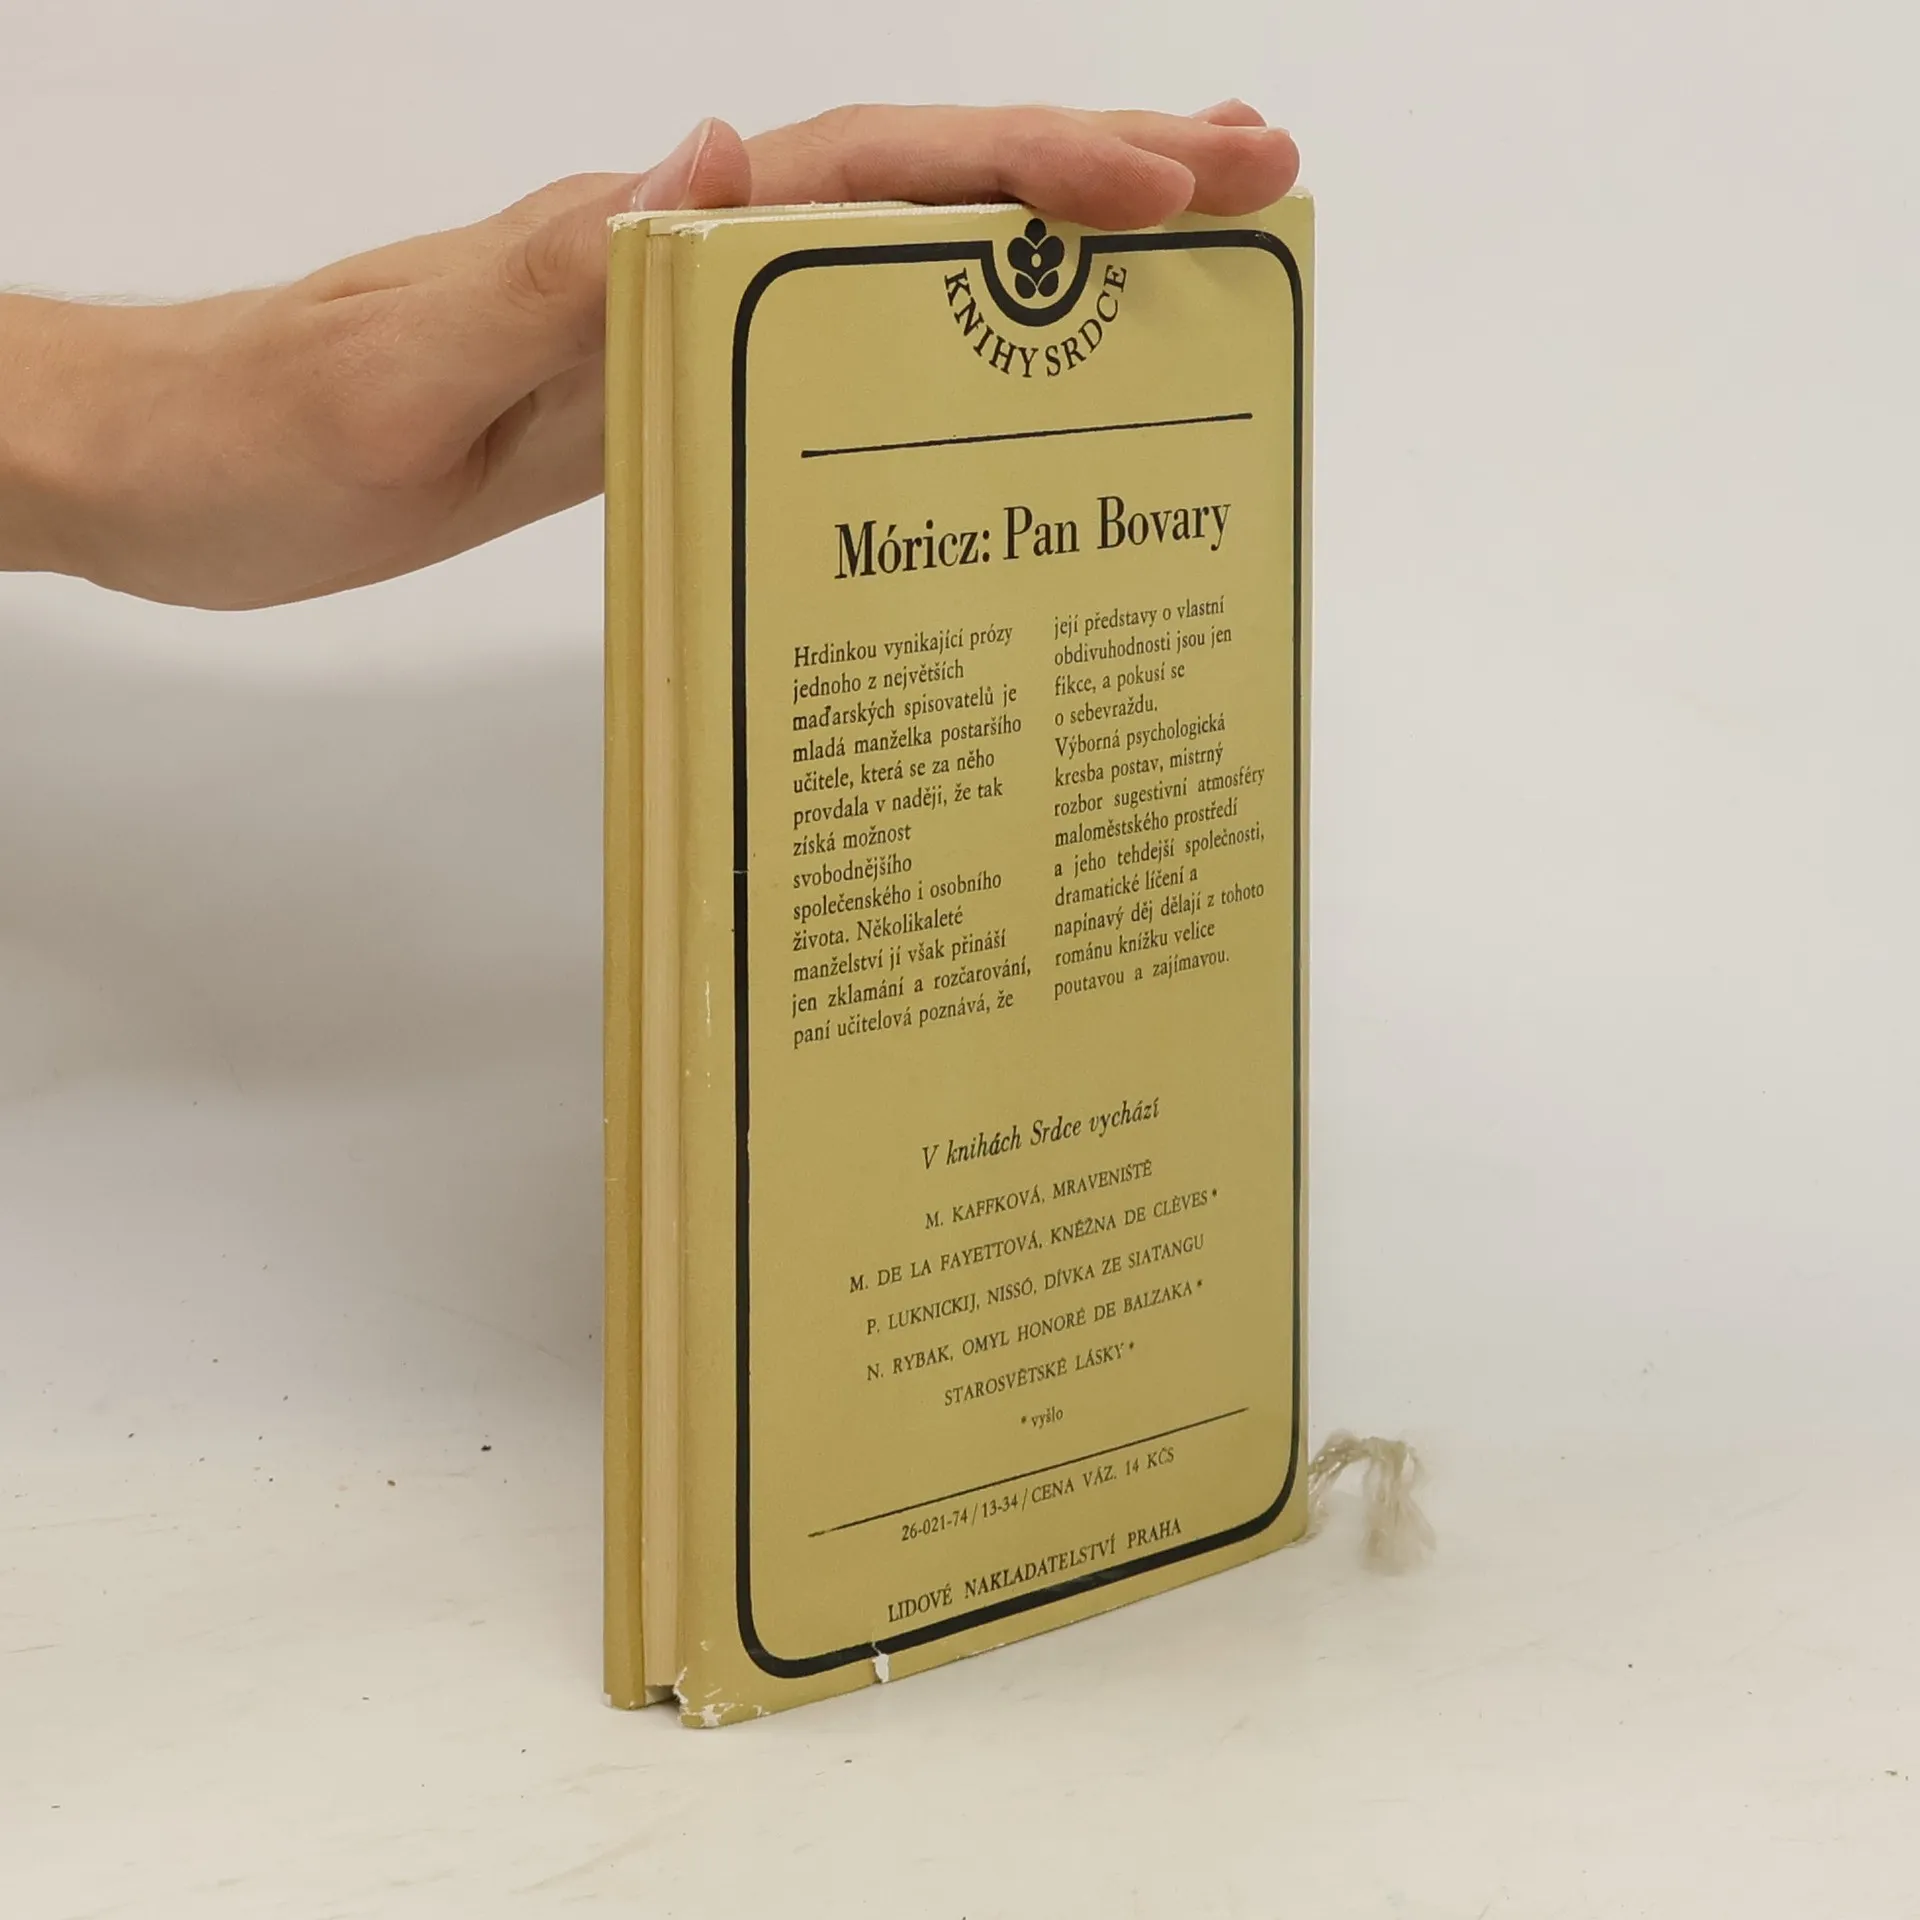 KNIHY SRDCE
Móricz: Pan Bovary
Hrdinkou vynikající prózy
jednoho z největších
maďarských spisovatelů je
mladá manželka postaršího
učitele, která se za něho
provdala v naději, že tak
získá možnost
svobodnějšího
společenského i osobního
života. Několikaleté
manželství jí však přináší
jen zklamání a rozčarování,
paní učitelová poznává, že
její představy o vlastní
obdivuhodnosti jsou jen
fikce, a pokusí se
o sebevraždu.
Výborná psychologická
kresba postav, mistrný
rozbor sugestivní atmosféry
maloměstského prostředí
a jeho tehdejší společnosti,
dramatické líčení a
napínavý děj dělají z tohoto
románu knížku velice
poutavou a zajímavou.
V knihách Srdce vychází
M. KAFFKOVÁ, MRAVENIŠTĚ
M. DE LA FAYETTOVÁ, KNĚŽNA DE CLÈVES *
P. LUKNICKIJ, NISSÓ, DÍVKA ZE SIATANGU
N. RYBAK, OMYL HONORÉ DE BALZAKA *
STAROSVĚTSKÉ LÁSKY *
* vyšlo
26-021-74 / 13-34 / CENA VÁZ. 14 KČS
LIDOVÉ NAKLADATELSTVÍ PRAHA